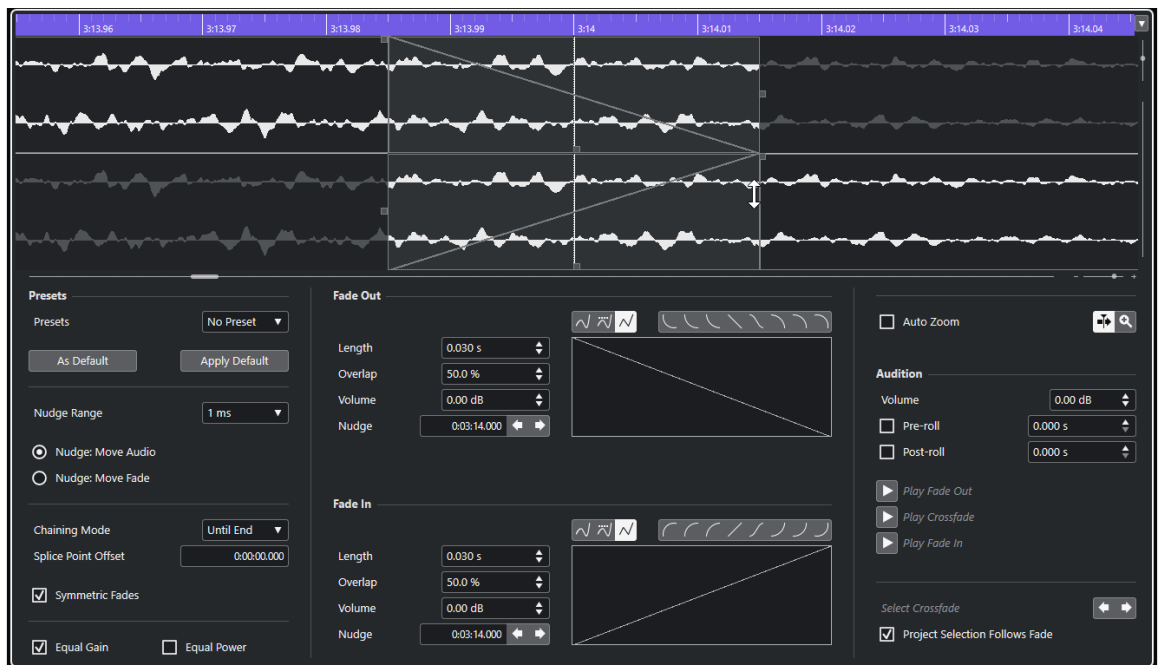 3:13.96 3:13.97 3:13.98 3:13.99 3:14 3:14.01 3:14.02 3:14.03 3:14.04
Presets
Presets No Preset
As Default Apply Default
Nudge Range 1 ms
Nudge: Move Audio
Nudge: Move Fade
Chaining Mode Until End
Splice Point Offset 0:00:00.000
Symmetric Fades
Equal Gain Equal Power
Fade Out
Length 0.030 s
Overlap 50.0 %
Volume 0.00 dB
Nudge 0:03:14.000
Fade In
Length 0.030 s
Overlap 50.0 %
Volume 0.00 dB
Nudge 0:03:14.000
Auto Zoom
Audition
Volume 0.00 dB
Pre-roll 0.000 s
Post-roll 0.000 s
Play Fade Out
Play Crossfade
Play Fade In
Select Crossfade
Project Selection Follows Fade